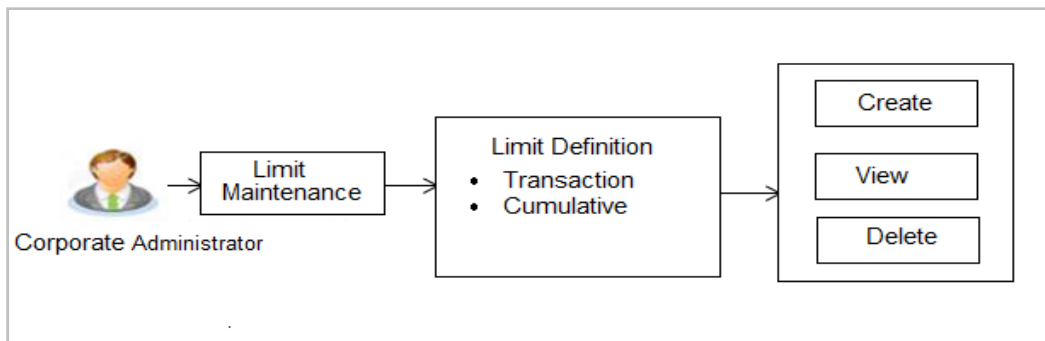 Corporate Administrator
Limit
Maintenance
Limit Definition
• Transaction
• Cumulative
Create
View
Delete